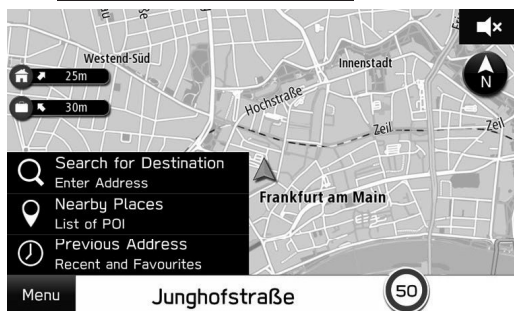 Westend-Süd
Innenstadt
25m
N
30m
Hochstraße
Zeil
Zeil
Search for Destination
Enter Address
Nearby Places
List of POI
Frankfurt am Main
Previous Address
Recent and Favourites
Menu
Junghofstraße
50